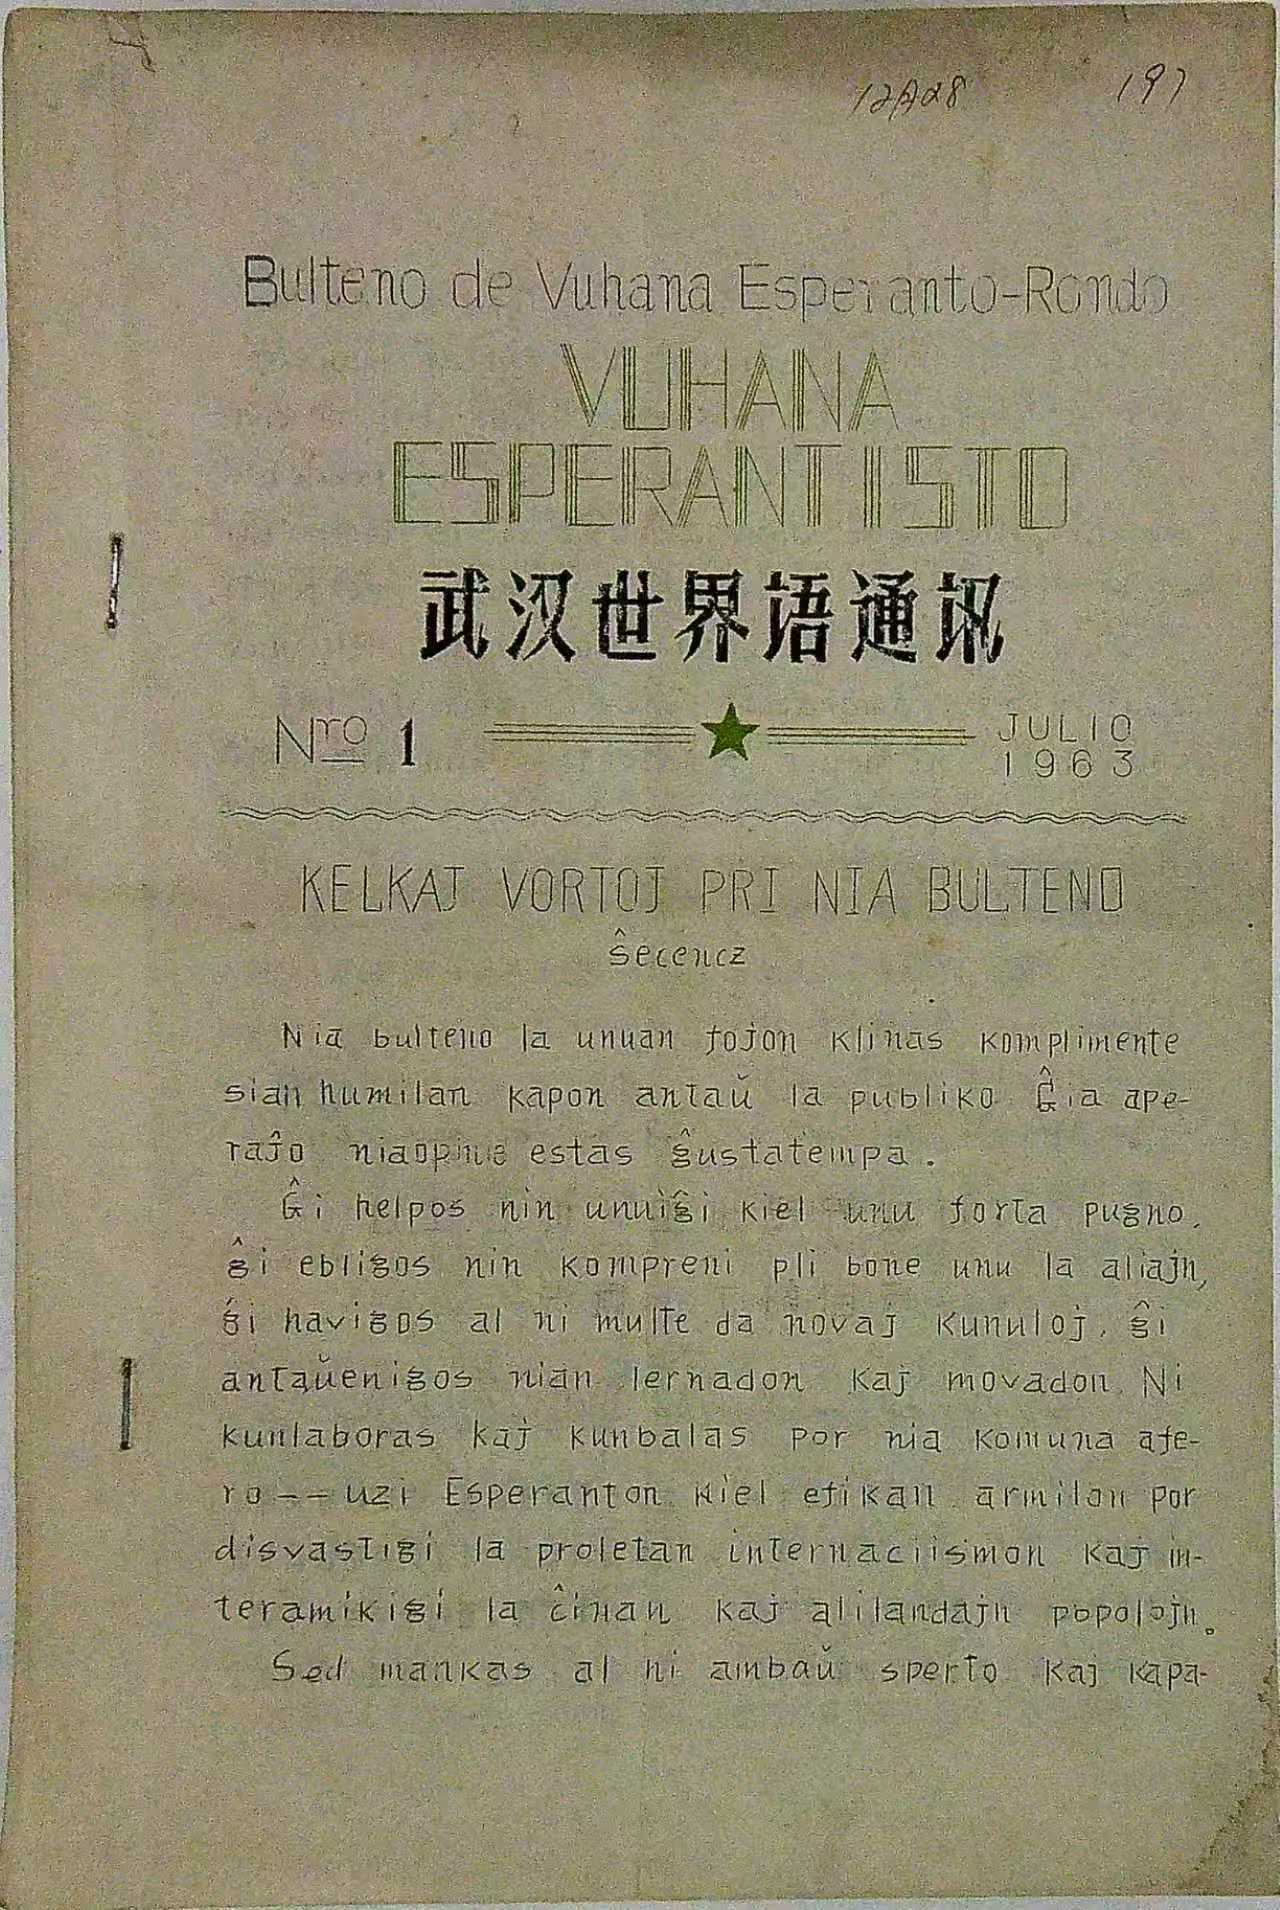 197
Bulteno de Vuhana Esperanto-Rondo
VUHANA
ESPERANTISTO
武汉世界语通讯
Nro 1
JULIO
1963
KELKAJ VORTOJ PRI NIA BULTENO
Ŝecencz
Nia bulteno la unuan fojon klinas komplimente
sian humilan kapon antaŭ la publiko Ĝia ape-
raĵo niaopinie estas ĝustatempa.
Ĝi helpos nin unuiĝi kiel unu forta pugno,
ĝi ebligos nin kompreni pli bone unu la aliajn,
ĝi havigos al ni multe da novaj kunuloj, ĝi
antaŭenigos nian lernadon kaj movadon. Ni
kunlaboras kaj kunbalas por nia komuna afe-
ro——uzi Esperanton kiel efikan armilon por
disvastigi la proletan internaciismon kaj in-
teramikigi la ĉinan kaj alilandajn popolojn。
Sed mankas al ni ambaŭ sperto kaj kapa-